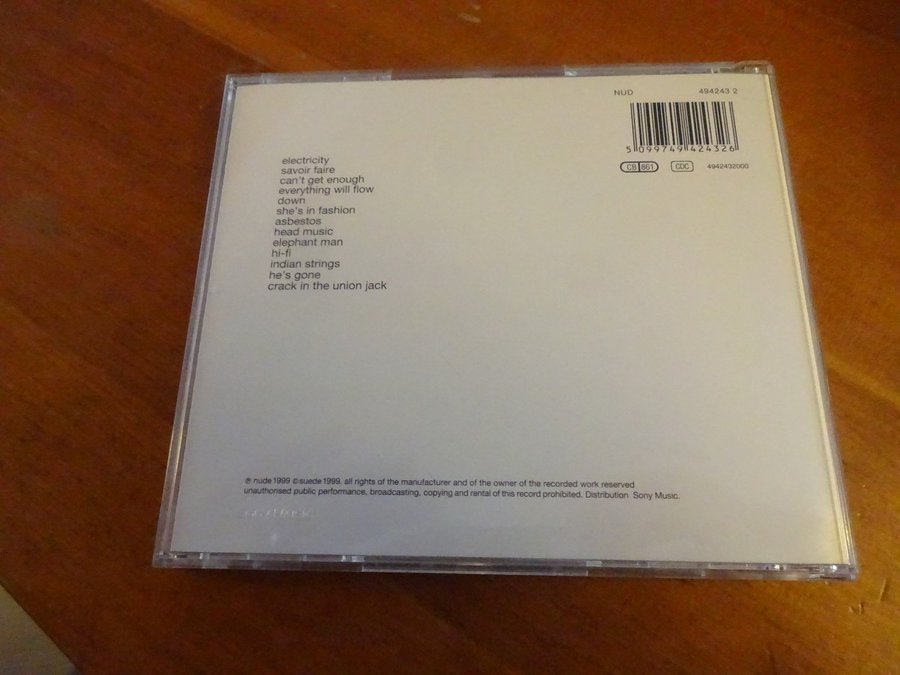 NUD 494243 2
5 099749 424326
CB 861 CDC 4942432000
electricity
savoir faire
can't get enough
everything will flow
down
she's in fashion
asbestos
head music
elephant man
hi-fi
indian strings
he's gone
crack in the union jack
℗ nude 1999 © suede 1999. all rights of the manufacturer and of the owner of the recorded work reserved
unauthorised public performance, broadcasting, copying and rental of this record prohibited. Distribution Sony Music.